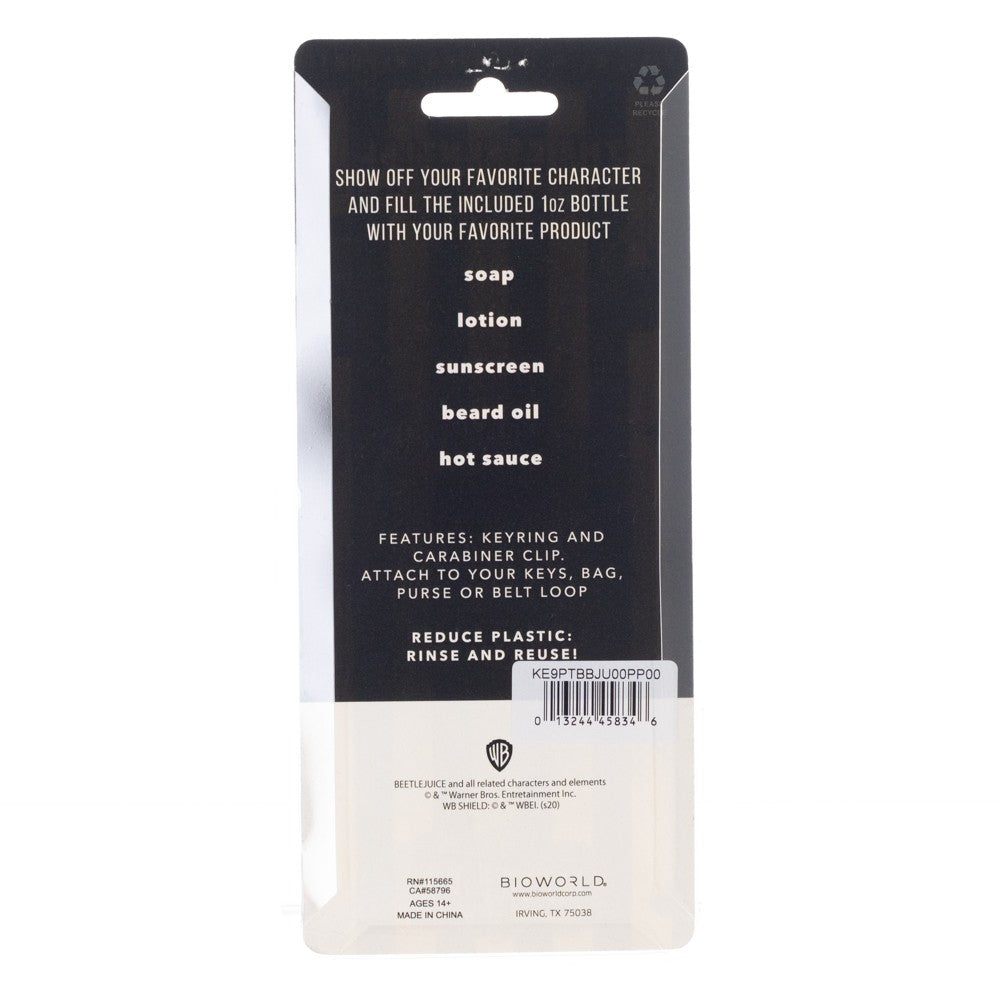 PLEASE
RECYCLE
SHOW OFF YOUR FAVORITE CHARACTER
AND FILL THE INCLUDED 1oz BOTTLE
WITH YOUR FAVORITE PRODUCT
soap
lotion
sunscreen
beard oil
hot sauce
FEATURES: KEYRING AND
CARABINER CLIP.
ATTACH TO YOUR KEYS, BAG,
PURSE OR BELT LOOP
REDUCE PLASTIC:
RINSE AND REUSE!
KE9PTBBJU00PP00
0 13244 45834 6
WB
BEETLEJUICE and all related characters and elements
© & ™ Warner Bros. Entretainment Inc.
WB SHIELD: © & ™ WBEI. (s20)
RN#115665
CA#58796
AGES 14+
MADE IN CHINA
BIOWORLD®
www.bioworldcorp.com
IRVING, TX 75038